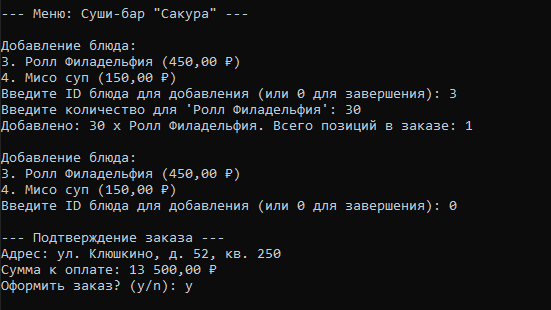 --- Меню: Суши-бар "Сакура" ---
Добавление блюда:
3. Ролл Филадельфия (450,00 ₽)
4. Мисо суп (150,00 ₽)
Введите ID блюда для добавления (или 0 для завершения): 3
Введите количество для 'Ролл Филадельфия': 30
Добавлено: 30 x Ролл Филадельфия. Всего позиций в заказе: 1
Добавление блюда:
3. Ролл Филадельфия (450,00 ₽)
4. Мисо суп (150,00 ₽)
Введите ID блюда для добавления (или 0 для завершения): 0
--- Подтверждение заказа ---
Адрес: ул. Клюшкино, д. 52, кв. 250
Сумма к оплате: 13 500,00 ₽
Оформить заказ? (y/n): y